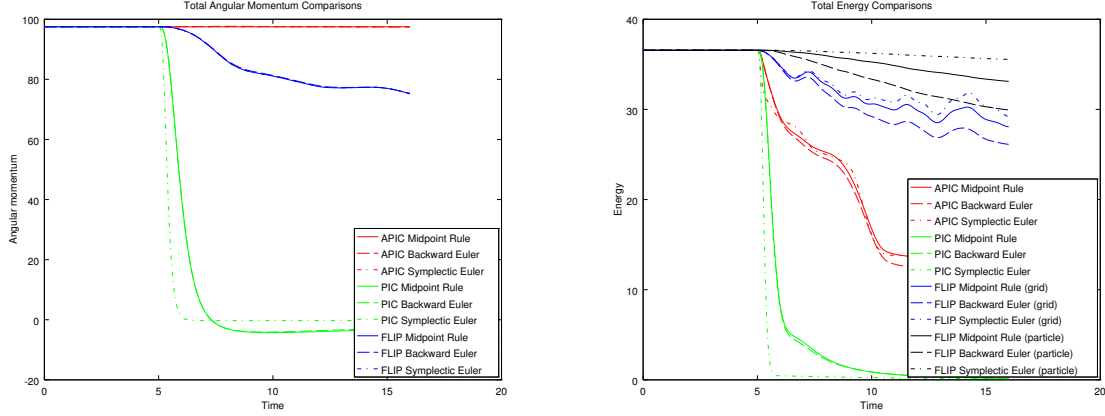 Total Angular Momentum Comparisons
100
80
60
40
20
0
-20
0
5
10
15
20
Angular momentum
Time
APIC Midpoint Rule
APIC Backward Euler
APIC Symplectic Euler
PIC Midpoint Rule
PIC Backward Euler
PIC Symplectic Euler
FLIP Midpoint Rule
FLIP Backward Euler
FLIP Symplectic Euler
Total Energy Comparisons
40
30
20
10
0
0
5
10
15
20
Energy
Time
APIC Midpoint Rule
APIC Backward Euler
APIC Symplectic Euler
PIC Midpoint Rule
PIC Backward Euler
PIC Symplectic Euler
FLIP Midpoint Rule (grid)
FLIP Backward Euler (grid)
FLIP Symplectic Euler (grid)
FLIP Midpoint Rule (particle)
FLIP Backward Euler (particle)
FLIP Symplectic Euler (particle)